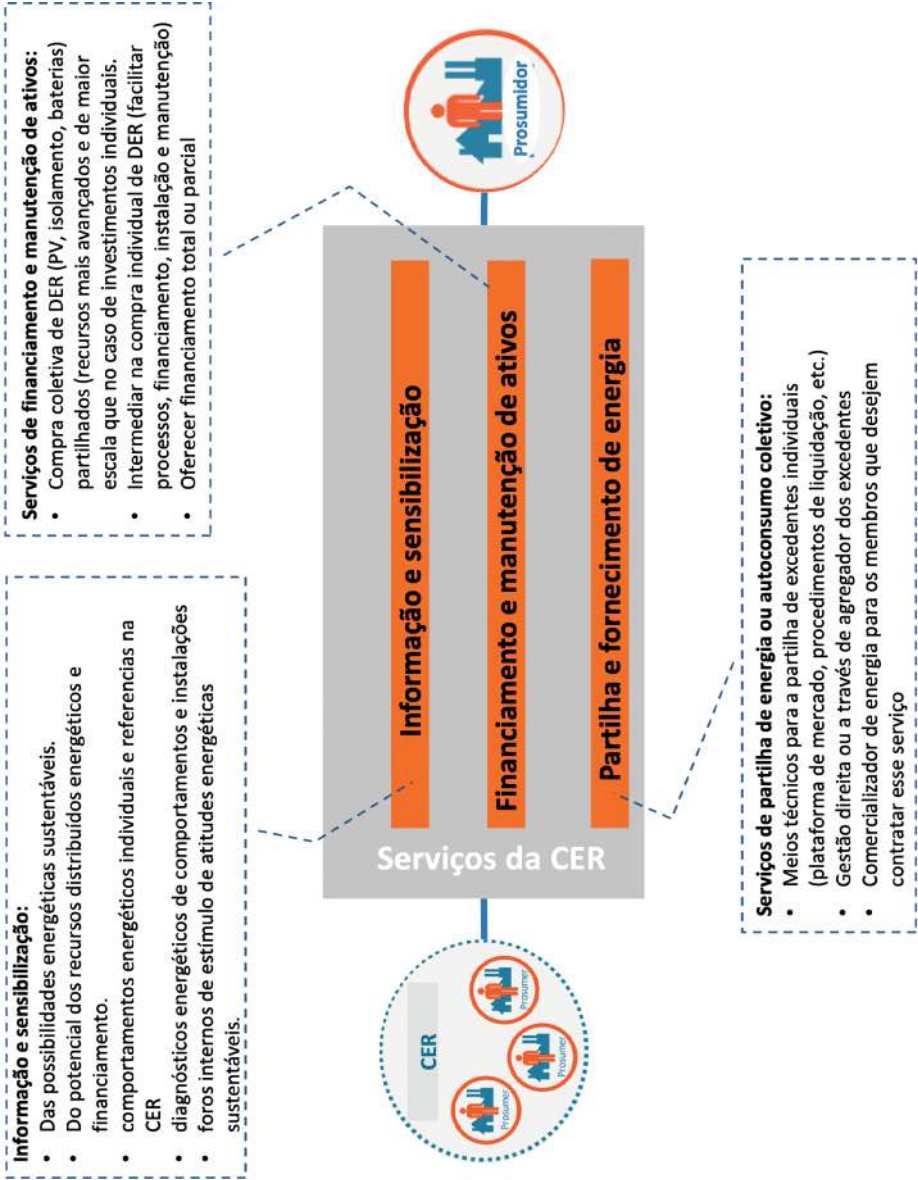 Informação e sensibilização:
• Das possibilidades energéticas sustentáveis.
• Do potencial dos recursos distribuídos energéticos e
financiamento.
• comportamentos energéticos individuais e referencias na
CER
• diagnósticos energéticos de comportamentos e instalações
• foros internos de estímulo de atitudes energéticas
sustentáveis.
Serviços de financiamento e manutenção de ativos:
• Compra coletiva de DER (PV, isolamento, baterias)
partilhados (recursos mais avançados e de maior
escala que no caso de investimentos individuais.
• Intermediar na compra individual de DER (facilitar
processos, financiamento, instalação e manutenção)
• Oferecer financiamento total ou parcial
CER
Prosumer
Prosumer
Prosumer
Serviços da CER
Informação e sensibilização
Financiamento e manutenção de ativos
Partilha e fornecimento de energia
Prosumidor
Serviços de partilha de energia ou autoconsumo coletivo:
• Meios técnicos para a partilha de excedentes individuais
(plataforma de mercado, procedimentos de liquidação, etc.)
• Gestão direita ou a través de agregador dos excedentes
• Comercializador de energia para os membros que desejem
contratar esse serviço